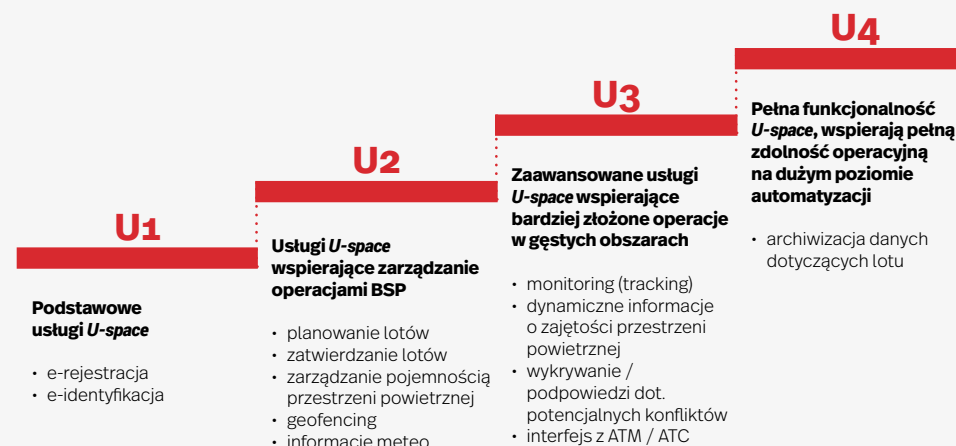 U1
Podstawowe
usługi U-space
• e-rejestracja
• e-identyfikacja
U2
Usługi U-space
wspierające zarządzanie
operacjami BSP
• planowanie lotów
• zatwierdzanie lotów
• zarządzanie pojemnością
przestrzeni powietrznej
• geofencing
• informacje meteo
U3
Zaawansowane usługi
U-space wspierające
bardziej złożone operacje
w gęstych obszarach
• monitoring (tracking)
• dynamiczne informacje
o zajętości przestrzeni
powietrznej
• wykrywanie /
podpowiedzi dot.
potencjalnych konfliktów
• interfejs z ATM / ATC
U4
Pełna funkcjonalność
U-space, wspierają pełną
zdolność operacyjną
na dużym poziomie
automatyzacji
• archiwizacja danych
dotyczących lotu